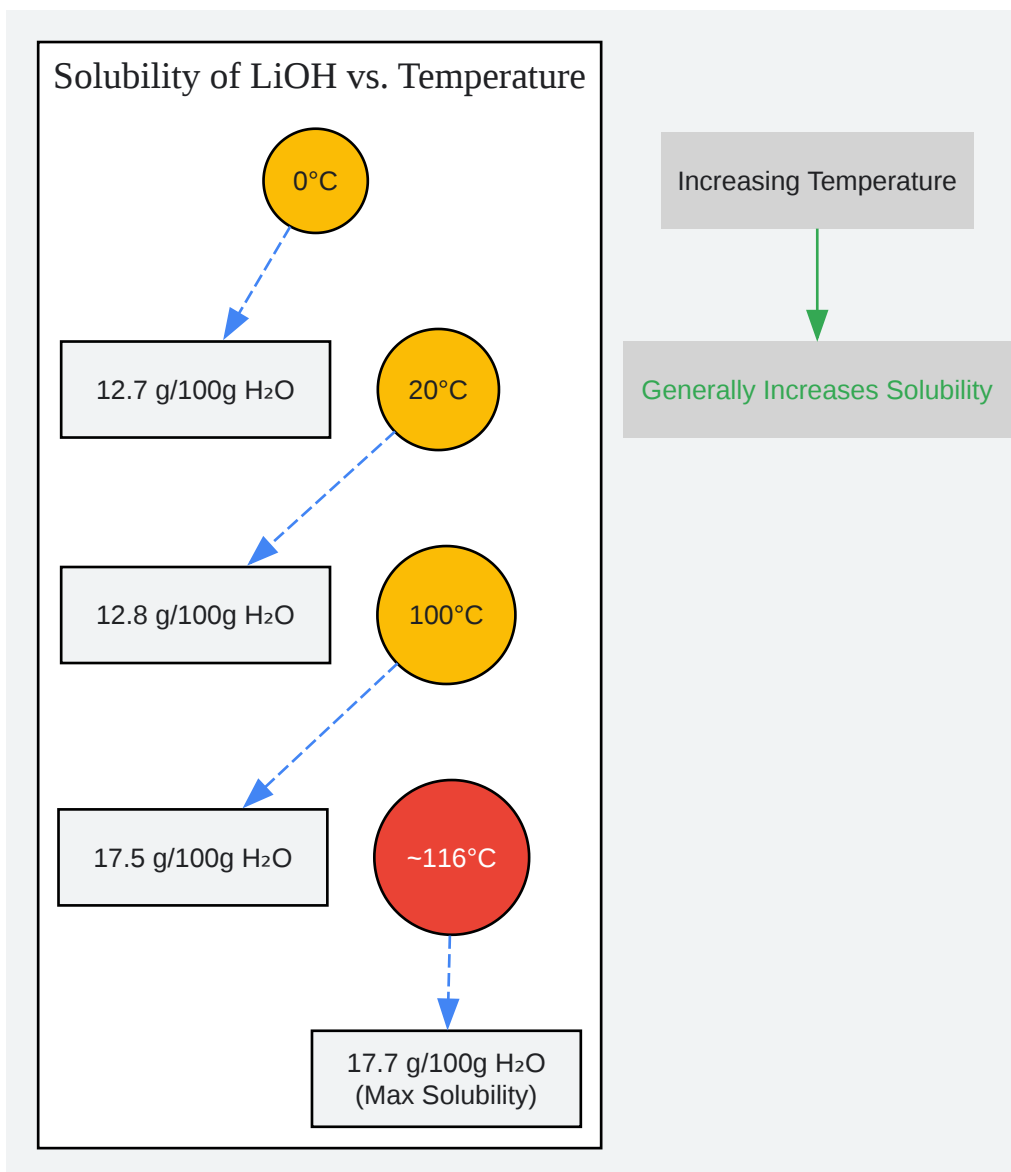 Solubility of LiOH vs. Temperature
0°C
Increasing Temperature
12.7 g/100g H₂O
20°C
Generally Increases Solubility
12.8 g/100g H₂O
100°C
17.5 g/100g H₂O
~116°C
17.7 g/100g H₂O
(Max Solubility)